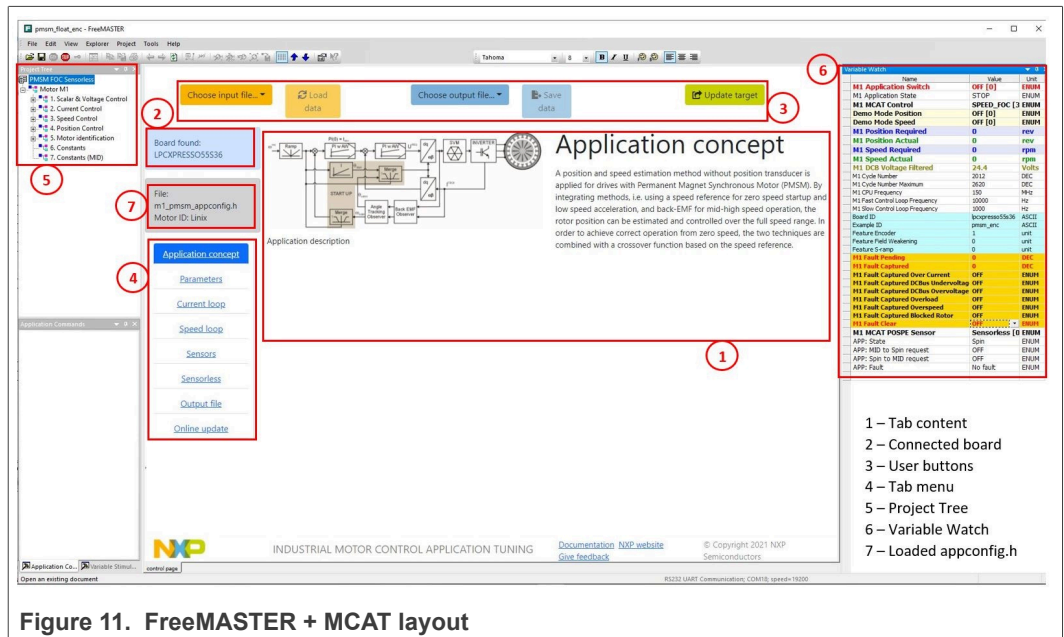 pmsm_float_enc - FreeMASTER
File Edit View Explorer Project Tools Help
Tahoma 8 B I U
Project Tree
PMSM FOC Sensorless
Motor M1
1. Scalar & Voltage Control
2. Current Control
3. Speed Control
4. Position Control
5. Motor identification
6. Constants
7. Constants (MID)
5
Application Commands
2
Choose input file...
Load data
Choose output file...
Save data
Update target
3
Board found:
LPCXPRESSO55S36
7
File:
m1_pmsm_appconfig.h
Motor ID: Linix
4
Application concept
Parameters
Current loop
Speed loop
Sensors
Sensorless
Output file
Online update
Ramp
SVM
INVERTER
START UP
Merge
Merge
Angle
Tracking
Observer
Back EMF
Observer
Application description
Application concept
A position and speed estimation method without position transducer is
applied for drives with Permanent Magnet Synchronous Motor (PMSM). By
integrating methods, i.e. using a speed reference for zero speed startup and
low speed acceleration, and back-EMF for mid-high speed operation, the
rotor position can be estimated and controlled over the full speed range. In
order to achieve correct operation from zero speed, the two techniques are
combined with a crossover function based on the speed reference.
1
6
Variable Watch
Name Value Unit
M1 Application Switch OFF [0] ENUM
M1 Application State STOP ENUM
M1 MCAT Control SPEED_FOC [3 ENUM
Demo Mode Position OFF [0] ENUM
Demo Mode Speed OFF [0] ENUM
M1 Position Required 0 rev
M1 Position Actual 0 rev
M1 Speed Required 0 rpm
M1 Speed Actual 0 rpm
M1 DCB Voltage Filtered 24.4 Volts
M1 Cycle Number 2012 DEC
M1 Cycle Number Maximum 2620 DEC
M1 CPU Frequency 150 MHz
M1 Fast Control Loop Frequency 10000 Hz
M1 Slow Control Loop Frequency 1000 Hz
Board ID lpcxpresso55s36 ASCII
Example ID pmsm_enc ASCII
Feature Encoder 1 unit
Feature Field Weakening 0 unit
Feature S-ramp 0 unit
M1 Fault Pending 0 DEC
M1 Fault Captured 0 DEC
M1 Fault Captured Over Current OFF ENUM
M1 Fault Captured DCBus Undervoltag OFF ENUM
M1 Fault Captured DCBus Overvoltage OFF ENUM
M1 Fault Captured Overload OFF ENUM
M1 Fault Captured Overspeed OFF ENUM
M1 Fault Captured Blocked Rotor OFF ENUM
M1 Fault Clear OFF ENUM
M1 MCAT POSPE Sensor Sensorless [0 ENUM
APP: State Spin ENUM
APP: MID to Spin request OFF ENUM
APP: Spin to MID request OFF ENUM
APP: Fault No fault ENUM
1 – Tab content
2 – Connected board
3 – User buttons
4 – Tab menu
5 – Project Tree
6 – Variable Watch
7 – Loaded appconfig.h
NXP
INDUSTRIAL MOTOR CONTROL APPLICATION TUNING
Documentation NXP website
Give feedback
© Copyright 2021 NXP
Semiconductors
Application Co... Variable Stimul... control page
Open an existing document
RS232 UART Communication; COM18; speed=19200
Figure 11. FreeMASTER + MCAT layout